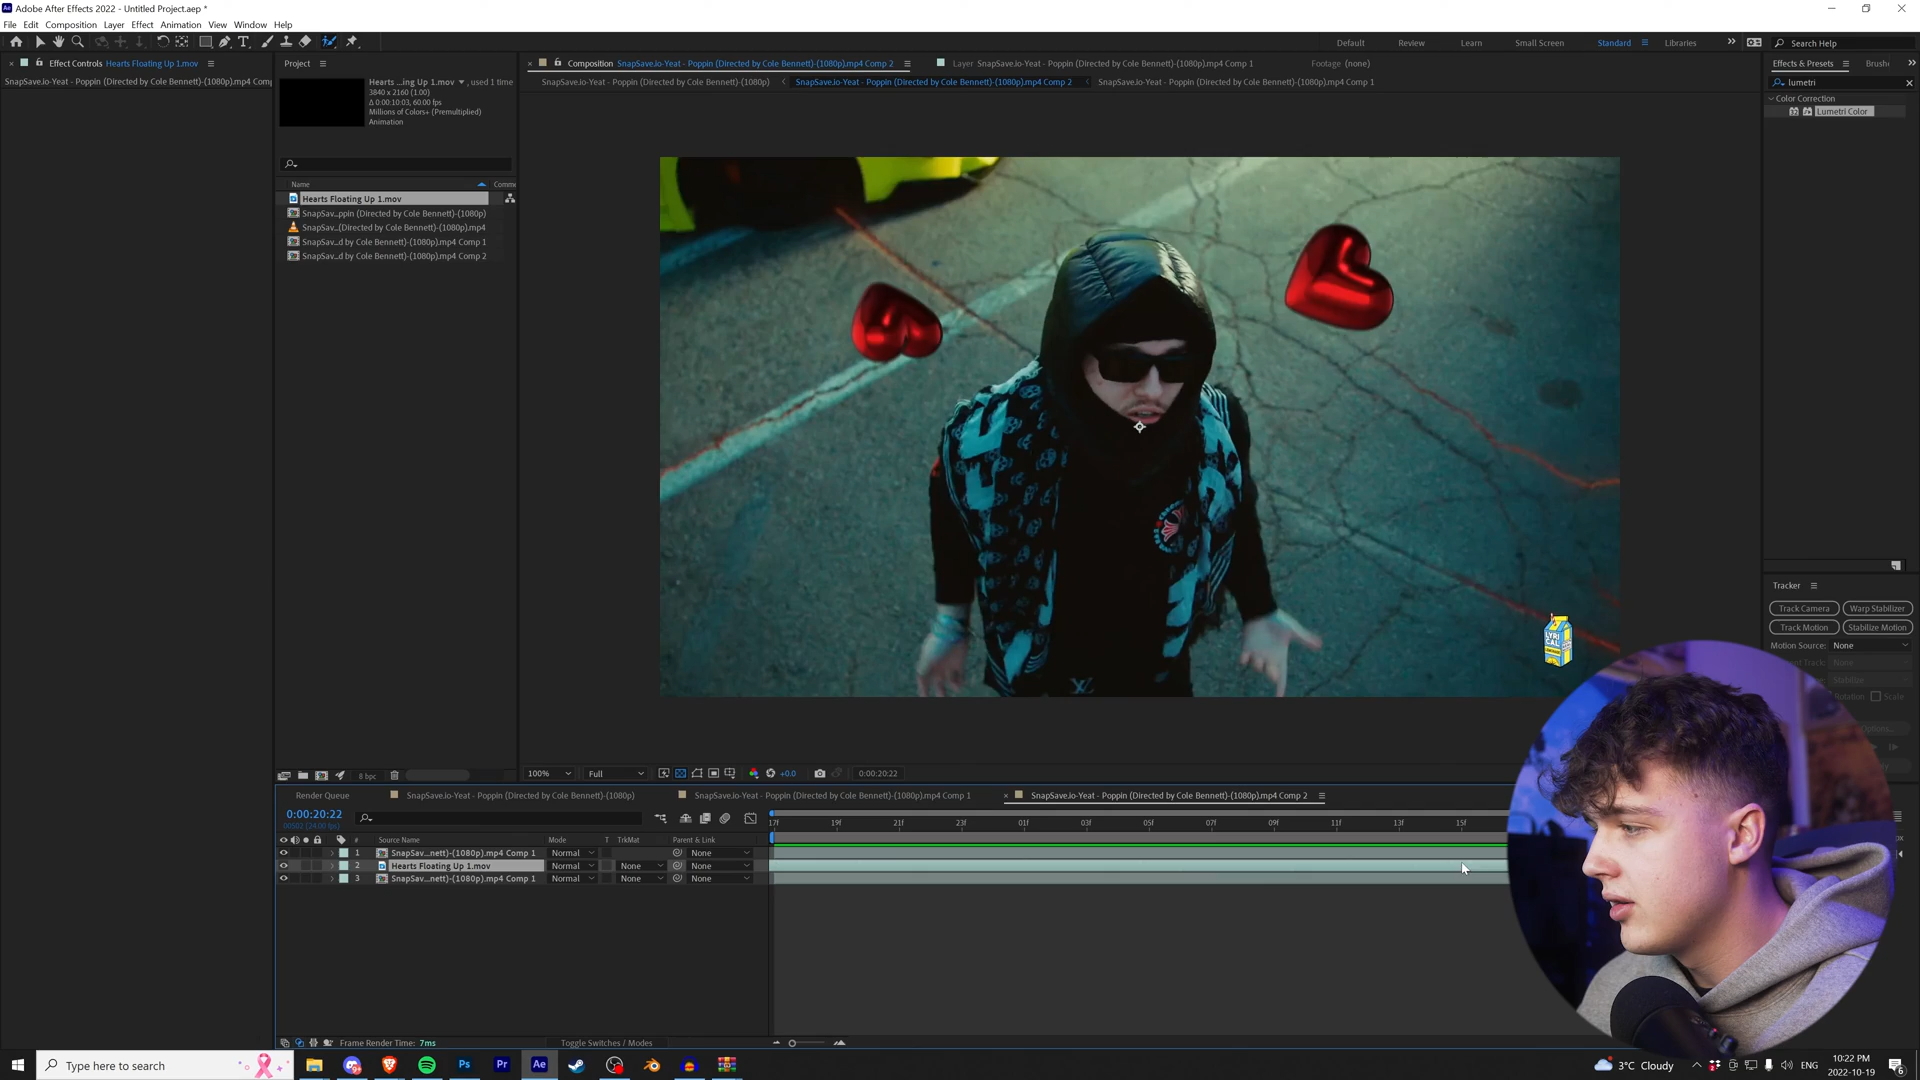 Adobe After Effects 2022 - Untitled Project.aep *
File Edit Composition Layer Effect Animation View Window Help
Default Review Learn Small Screen Standard Libraries Search Help
Effect Controls Hearts Floating Up 1.mov
SnapSave.io-Yeat - Poppin (Directed by Cole Bennett)-(1080p).mp4 Comp
Project
Hearts ...ing Up 1.mov , used 1 time
3840 x 2160 (1.00)
Δ 0:00:10:03, 60.00 fps
Millions of Colors+ (Premultiplied)
Animation
Name Comme
Hearts Floating Up 1.mov
SnapSav...ppin (Directed by Cole Bennett)-(1080p)
SnapSav...(Directed by Cole Bennett)-(1080p).mp4
SnapSav...d by Cole Bennett)-(1080p).mp4 Comp 1
SnapSav...d by Cole Bennett)-(1080p).mp4 Comp 2
8 bpc
Composition SnapSave.io-Yeat - Poppin (Directed by Cole Bennett)-(1080p).mp4 Comp 2
Layer SnapSave.io-Yeat - Poppin (Directed by Cole Bennett)-(1080p).mp4 Comp 1
Footage (none)
SnapSave.io-Yeat - Poppin (Directed by Cole Bennett)-(1080p)
SnapSave.io-Yeat - Poppin (Directed by Cole Bennett)-(1080p).mp4 Comp 2
SnapSave.io-Yeat - Poppin (Directed by Cole Bennett)-(1080p).mp4 Comp 1
LYRI
CAL
100% Full +0.0 0:00:20:22
Effects & Presets Brush
lumetri
Color Correction
Lumetri Color
Tracker
Track Camera Warp Stabilizer
Track Motion Stabilize Motion
Motion Source: None
Render Queue
SnapSave.io-Yeat - Poppin (Directed by Cole Bennett)-(1080p)
SnapSave.io-Yeat - Poppin (Directed by Cole Bennett)-(1080p).mp4 Comp 1
SnapSave.io-Yeat - Poppin (Directed by Cole Bennett)-(1080p).mp4 Comp 2
0:00:20:22
00502 (24.00 fps)
17f 19f 21f 23f 01f 03f 05f 07f 09f 11f 13f 15f
# Source Name Mode T TrkMat Parent & Link
1 SnapSav...nett)-(1080p).mp4 Comp 1 Normal None
2 Hearts Floating Up 1.mov Normal None None
3 SnapSav...nett)-(1080p).mp4 Comp 1 Normal None None
Frame Render Time: 7ms Toggle Switches / Modes
Type here to search
Ps Pr Ae
3°C Cloudy
ENG
10:22 PM
2022-10-19